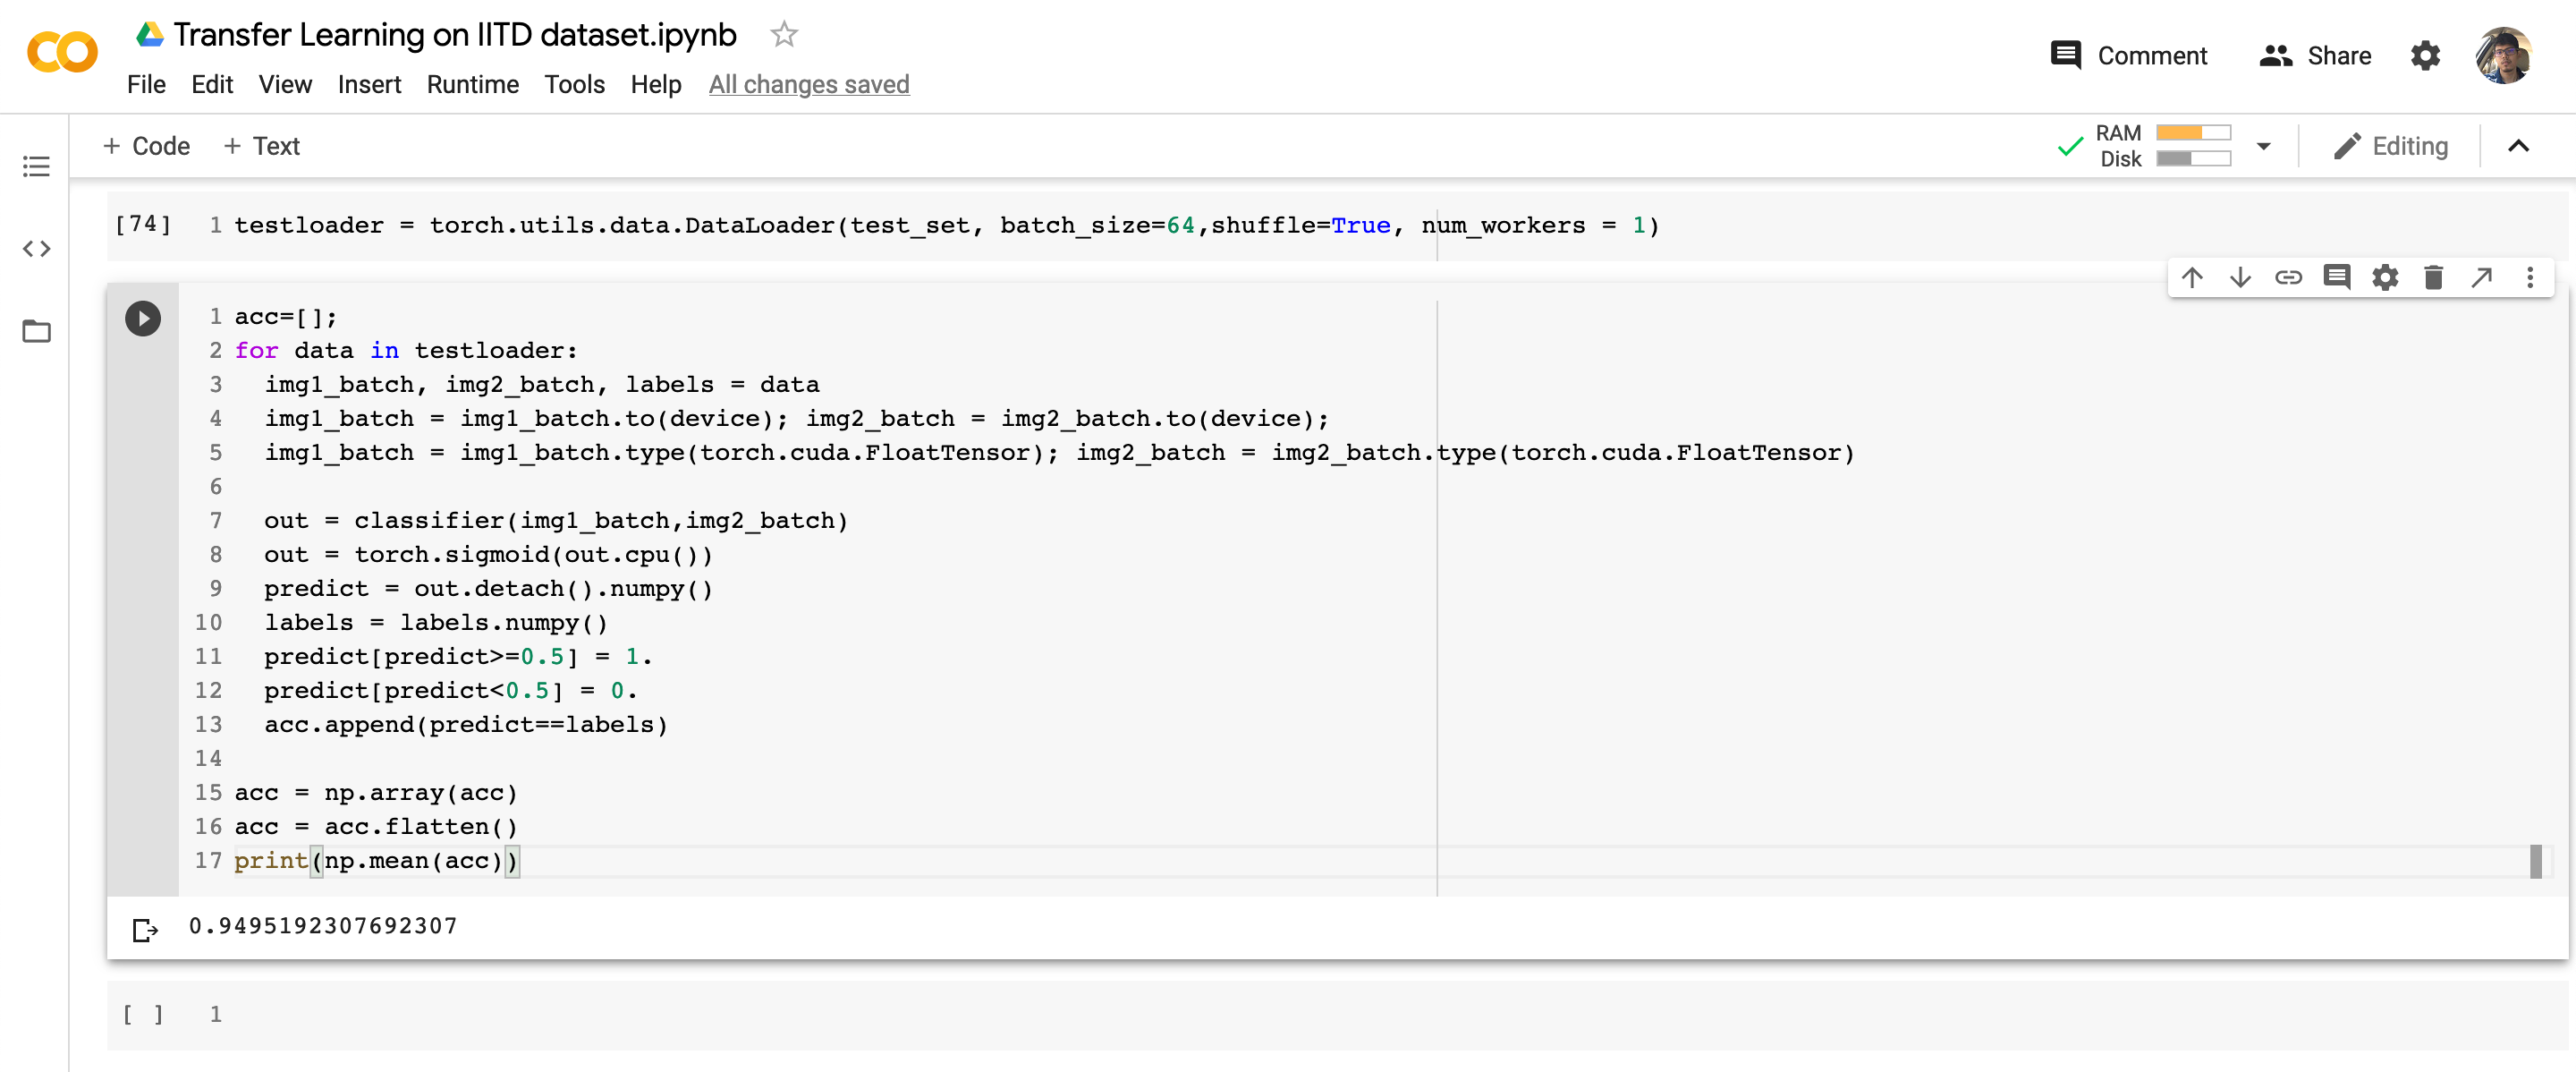 Transfer Learning on IITD dataset.ipynb
Comment
Share
File Edit View Insert Runtime Tools Help All changes saved
+ Code + Text
RAM
Disk
Editing
[74] 1 testloader = torch.utils.data.DataLoader(test_set, batch_size=64,shuffle=True, num_workers = 1)
1 acc=[];
2 for data in testloader:
3   img1_batch, img2_batch, labels = data
4   img1_batch = img1_batch.to(device); img2_batch = img2_batch.to(device);
5   img1_batch = img1_batch.type(torch.cuda.FloatTensor); img2_batch = img2_batch.type(torch.cuda.FloatTensor)
6
7   out = classifier(img1_batch,img2_batch)
8   out = torch.sigmoid(out.cpu())
9   predict = out.detach().numpy()
10   labels = labels.numpy()
11   predict[predict>=0.5] = 1.
12   predict[predict<0.5] = 0.
13   acc.append(predict==labels)
14
15 acc = np.array(acc)
16 acc = acc.flatten()
17 print(np.mean(acc))
0.9495192307692307
[ ] 1